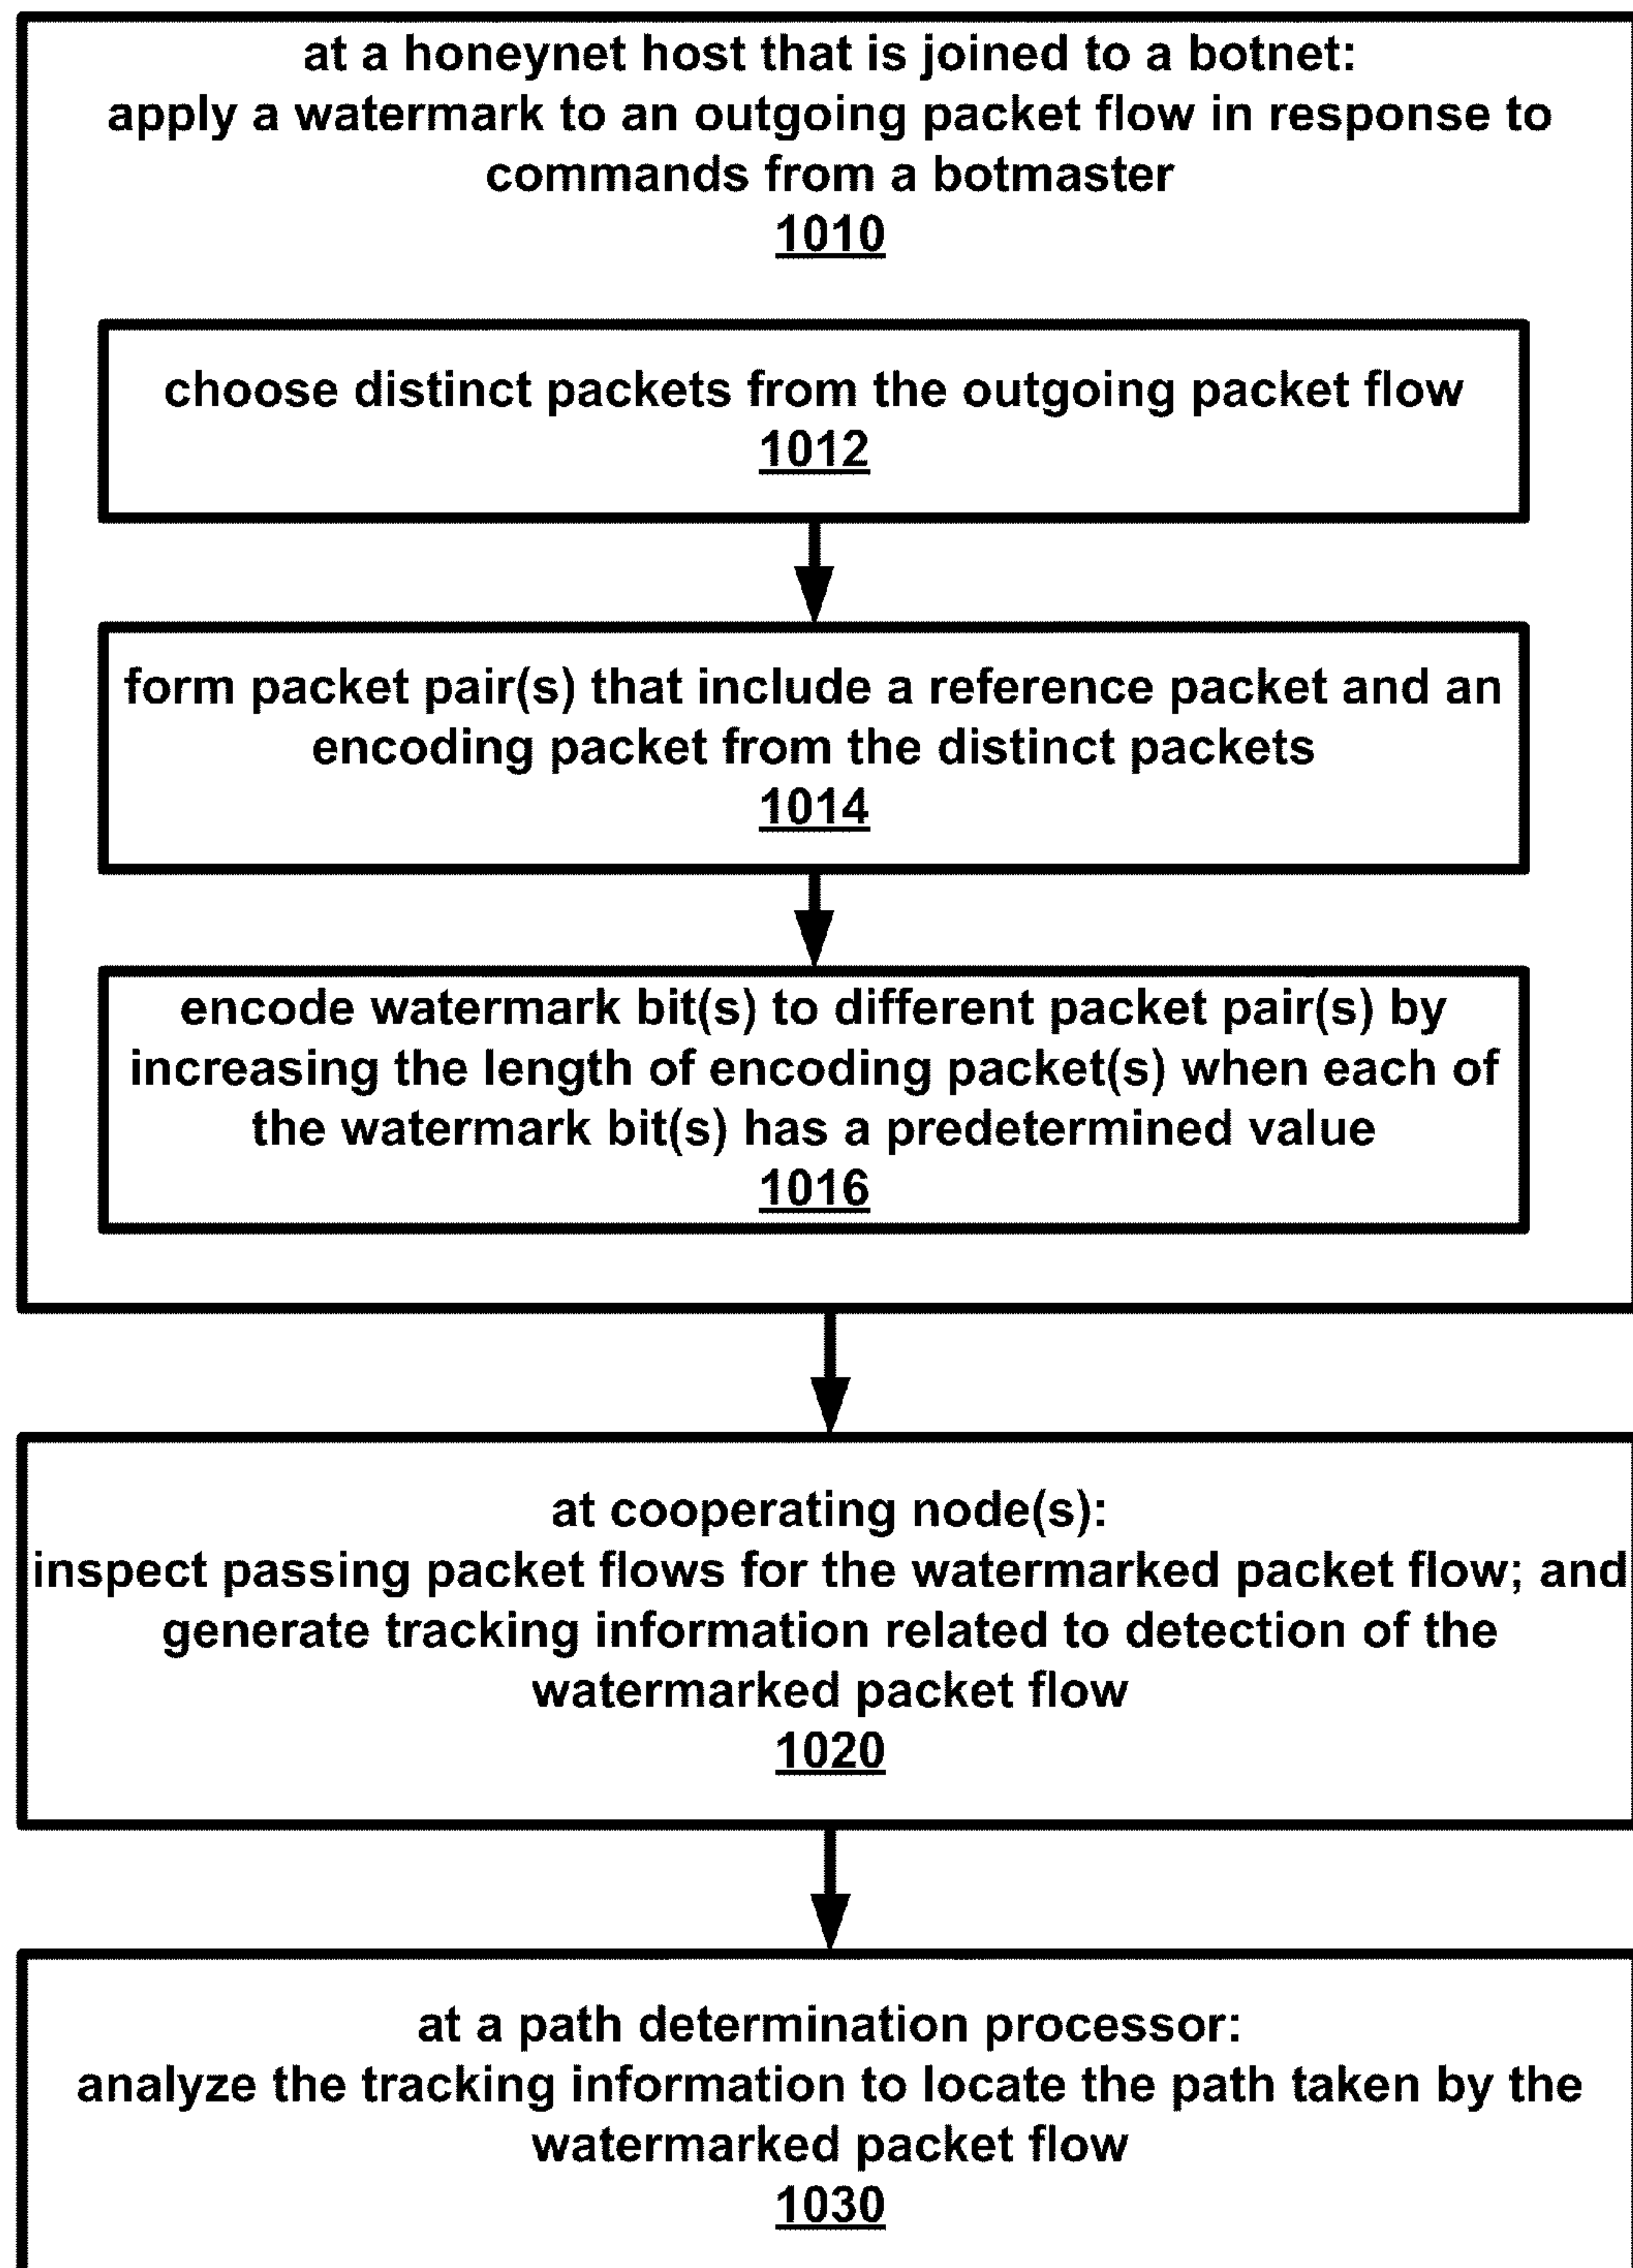 at a honeynet host that is joined to a botnet:
apply a watermark to an outgoing packet flow in response to
commands from a botmaster
1010
choose distinct packets from the outgoing packet flow
1012
form packet pair(s) that include a reference packet and an
encoding packet from the distinct packets
1014
encode watermark bit(s) to different packet pair(s) by
increasing the length of encoding packet(s) when each of
the watermark bit(s) has a predetermined value
1016
at cooperating node(s):
inspect passing packet flows for the watermarked packet flow; and
generate tracking information related to detection of the
watermarked packet flow
1020
at a path determination processor:
analyze the tracking information to locate the path taken by the
watermarked packet flow
1030